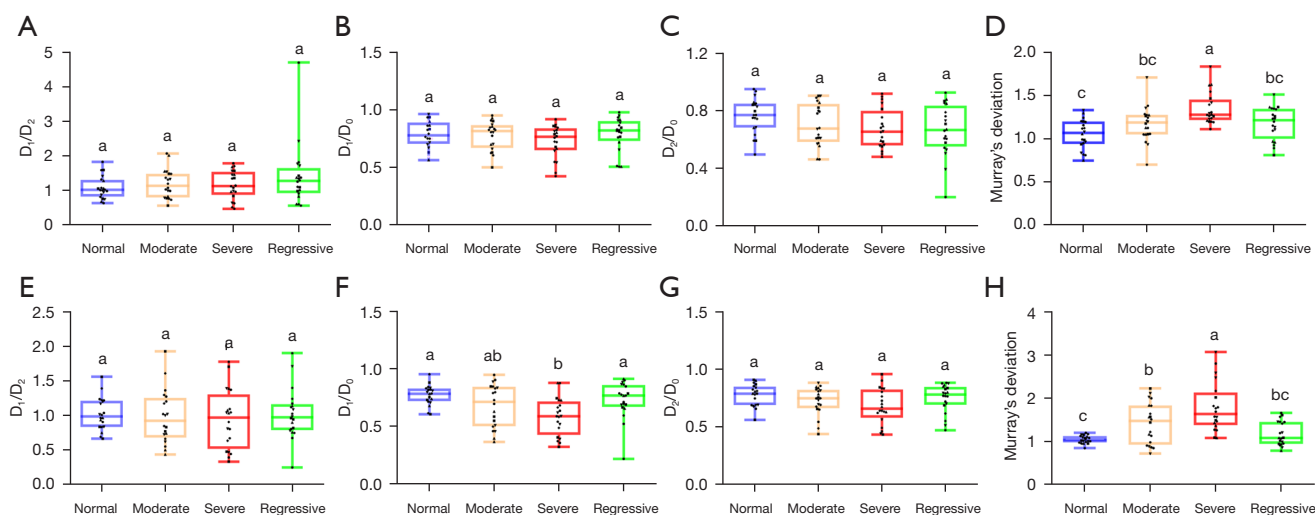 A
D1/D2
5
4
3
2
1
0
a
a
a
a
Normal
Moderate
Severe
Regressive
B
D1/D0
1.5
1.0
0.5
0.0
a
a
a
a
Normal
Moderate
Severe
Regressive
C
D2/D0
1.2
0.8
0.4
0.0
a
a
a
a
Normal
Moderate
Severe
Regressive
D
Murray's deviation
2.0
1.5
1.0
0.5
0.0
c
bc
a
bc
Normal
Moderate
Severe
Regressive
E
D1/D2
2.5
2.0
1.5
1.0
0.5
0.0
a
a
a
a
Normal
Moderate
Severe
Regressive
F
D1/D0
1.5
1.0
0.5
0.0
a
ab
b
a
Normal
Moderate
Severe
Regressive
G
D2/D0
1.5
1.0
0.5
0.0
a
a
a
a
Normal
Moderate
Severe
Regressive
H
Murray's deviation
4
3
2
1
0
c
b
a
bc
Normal
Moderate
Severe
Regressive